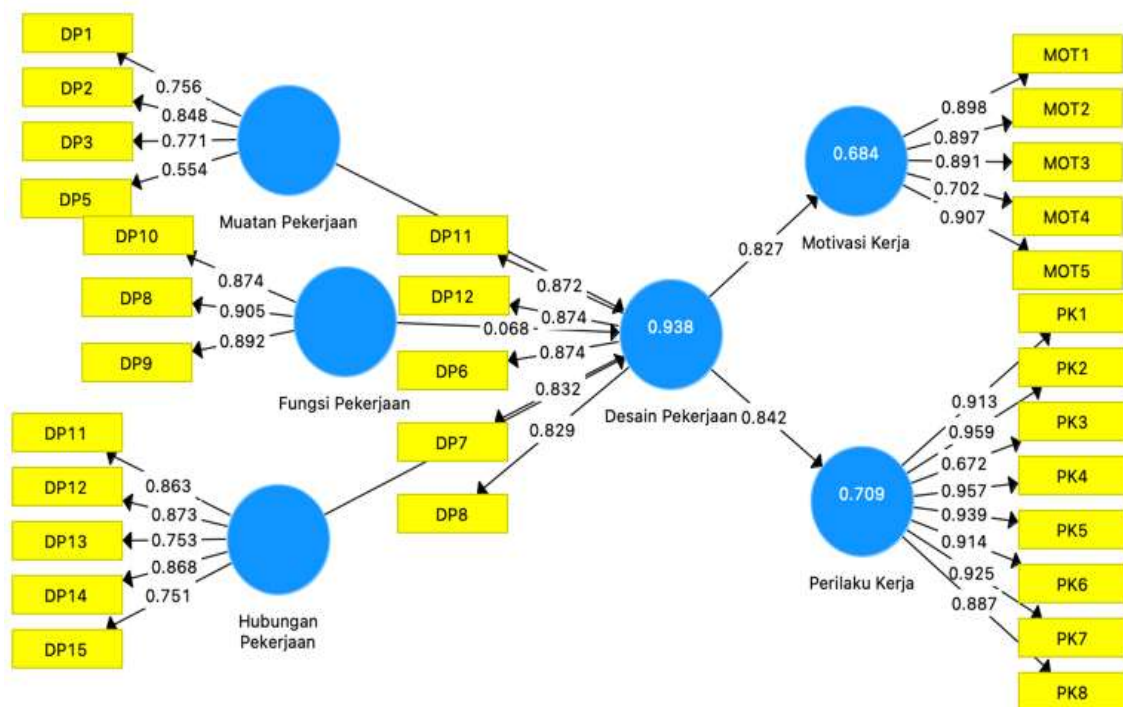 DP1
DP2
DP3
DP5
0.756
0.848
0.771
0.554
Muatan Pekerjaan
DP10
DP8
DP9
0.874
0.905
0.892
Fungsi Pekerjaan
DP11
DP12
DP13
DP14
DP15
0.863
0.873
0.753
0.868
0.751
Hubungan
Pekerjaan
DP11
DP12
DP6
DP7
DP8
0.872
0.874
0.068
0.874
0.832
0.829
0.938
Desain Pekerjaan
0.827
0.842
0.684
Motivasi Kerja
0.898
0.897
0.891
0.702
0.907
MOT1
MOT2
MOT3
MOT4
MOT5
0.709
Perilaku Kerja
0.913
0.959
0.672
0.957
0.939
0.914
0.925
0.887
PK1
PK2
PK3
PK4
PK5
PK6
PK7
PK8